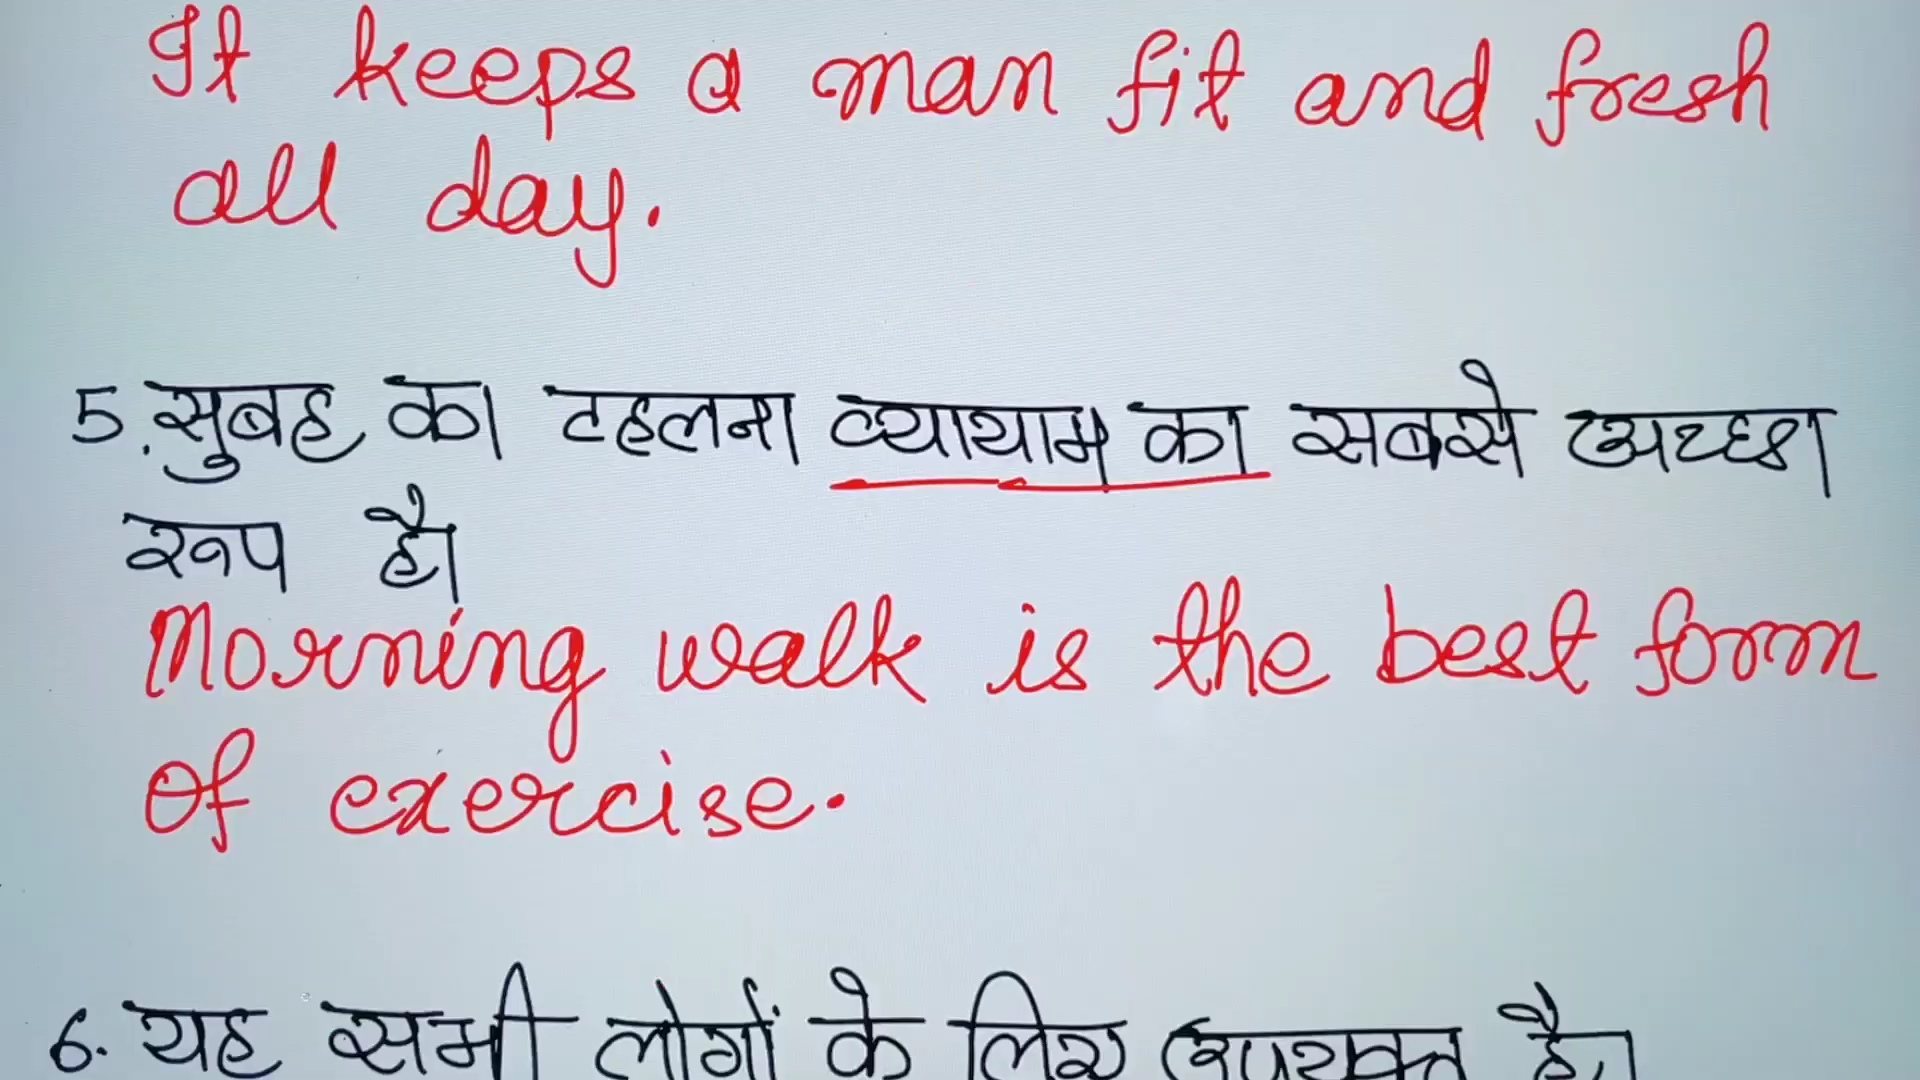 It keeps a man fit and fresh
all day.
5. सुबह का टहलना व्यायाम का सबसे अच्छा
रूप है।
Morning walk is the best form
Of exercise.
6. यह सभी लोगों के लिए उपयुक्त है।